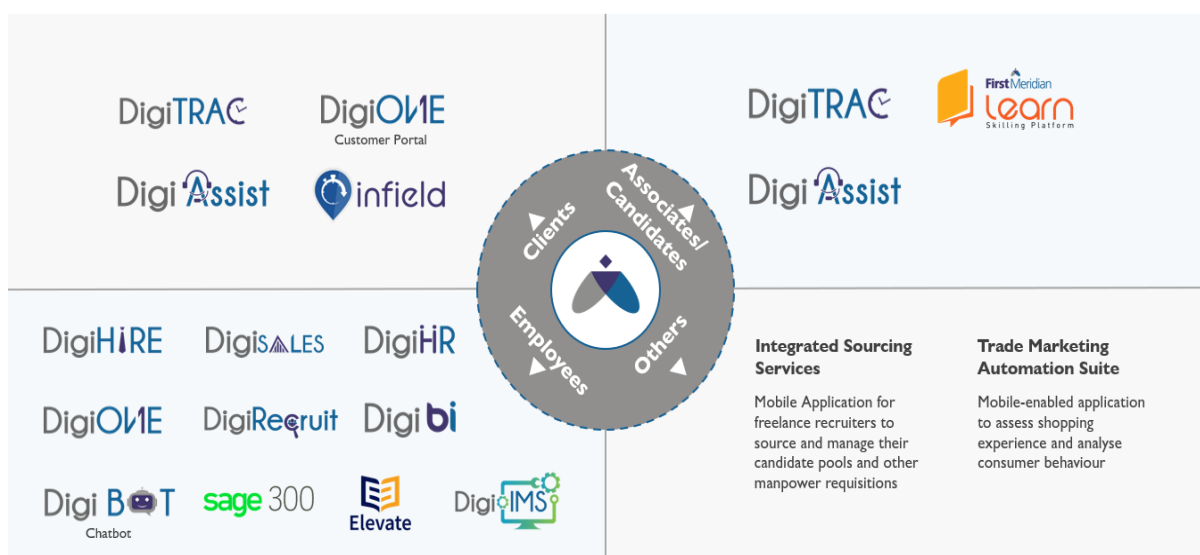 DigiTRAC
DigiONE
Customer Portal
Digi Assist
infield
DigiTRAC
FirstMeridian
Learn
Skilling Platform
Digi Assist
Clients
Associates/
Candidates
Employees
Others
DigiHIRE
DigiSALES
DigiHR
DigiONE
DigiRecruit
Digi bi
Digi BOT
Chatbot
sage 300
Elevate
Digi IMS
Integrated Sourcing
Services
Mobile Application for
freelance recruiters to
source and manage their
candidate pools and other
manpower requisitions
Trade Marketing
Automation Suite
Mobile-enabled application
to assess shopping
experience and analyse
consumer behaviour